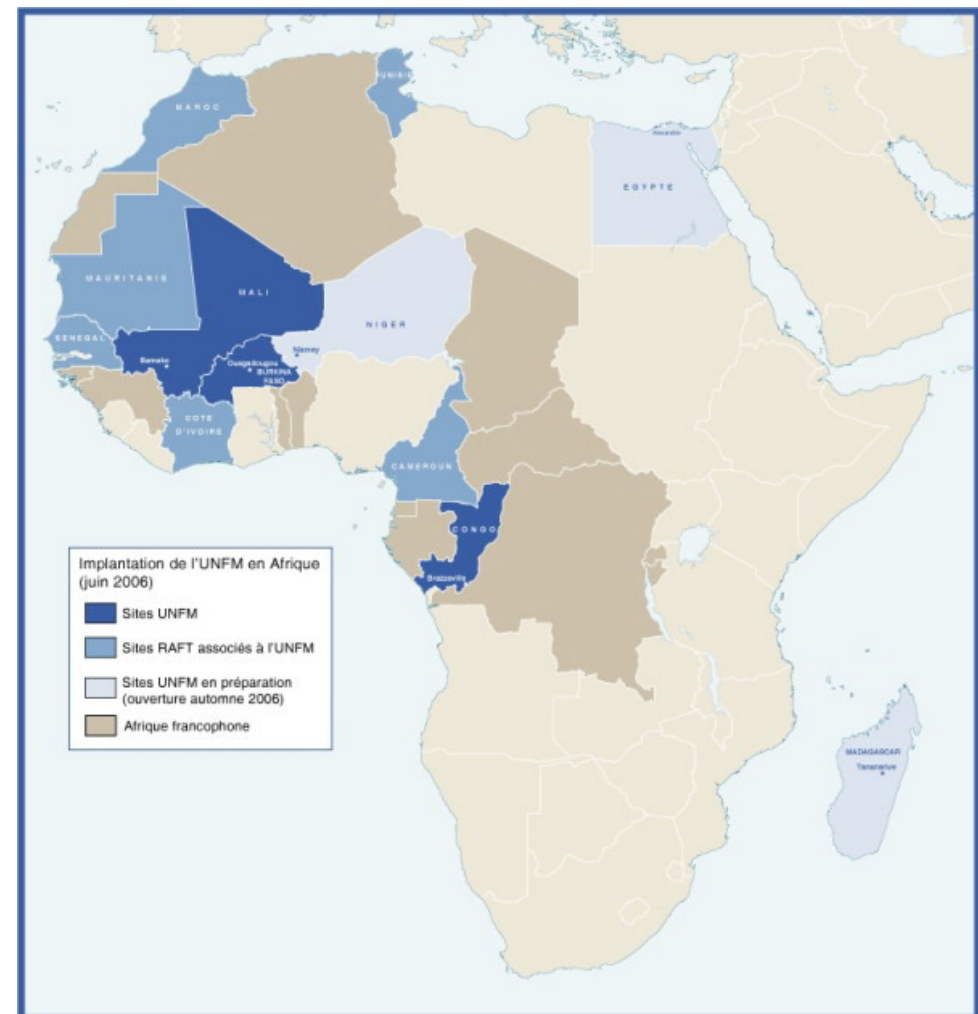 TUNISIE
MAROC
Alexandrie
EGYPTE
MAURITANIE
MALI
NIGER
SENEGAL
Niamey
Bamako
Ouagadougou
BURKINA
FASO
COTE
D'IVOIRE
CAMEROUN
CONGO
Brazzaville
Implantation de l'UNFM en Afrique
(juin 2006)
Sites UNFM
Sites RAFT associés à l'UNFM
Sites UNFM en préparation
(ouverture automne 2006)
Afrique francophone
MADAGASCAR
Tananarive